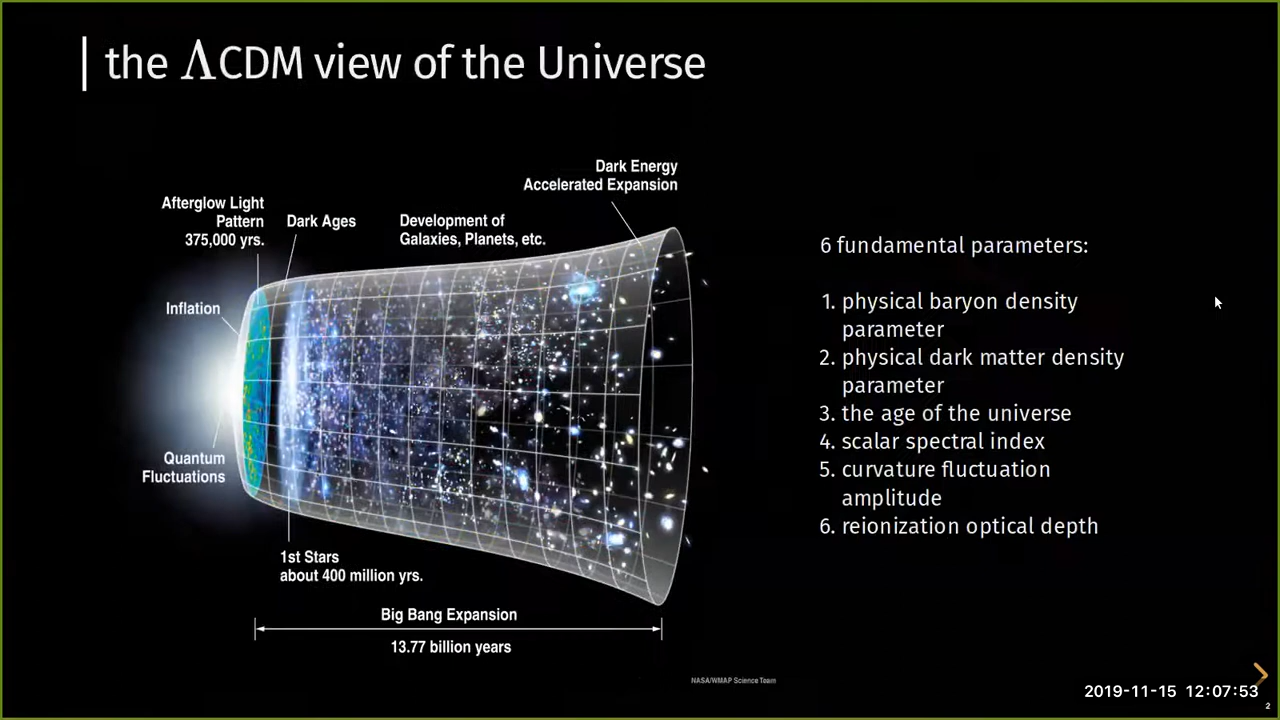 the ΛCDM view of the Universe
Dark Energy
Accelerated Expansion
Afterglow Light
Pattern
375,000 yrs.
Dark Ages
Development of
Galaxies, Planets, etc.
Inflation
Quantum
Fluctuations
1st Stars
about 400 million yrs.
Big Bang Expansion
13.77 billion years
NASA/WMAP Science Team
6 fundamental parameters:
1. physical baryon density
parameter
2. physical dark matter density
parameter
3. the age of the universe
4. scalar spectral index
5. curvature fluctuation
amplitude
6. reionization optical depth
2019-11-15 12:07:53
2